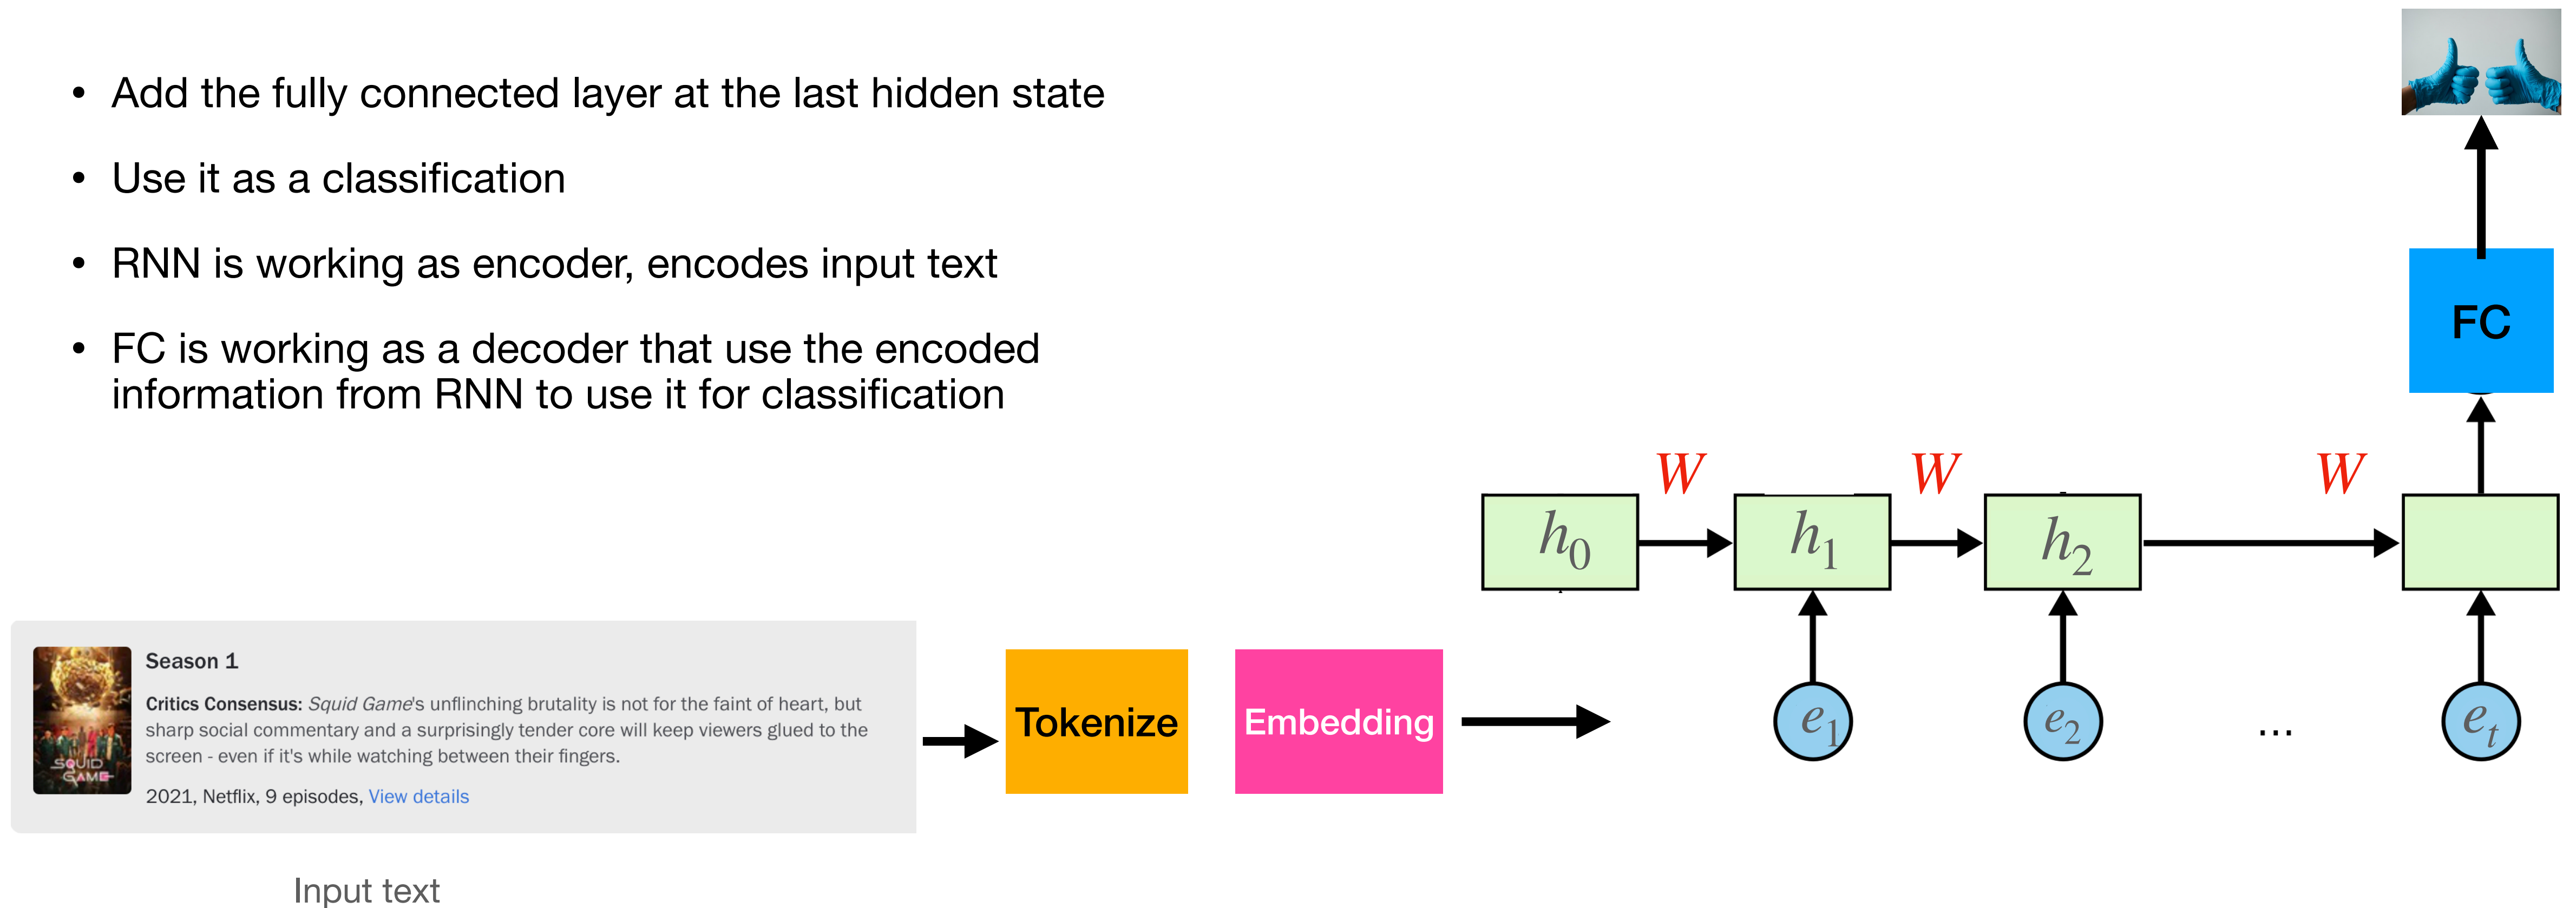 • Add the fully connected layer at the last hidden state
• Use it as a classification
• RNN is working as encoder, encodes input text
• FC is working as a decoder that use the encoded
information from RNN to use it for classification
FC
W
W
W
h0
h1
h2
Season 1
Critics Consensus: Squid Game's unflinching brutality is not for the faint of heart, but
sharp social commentary and a surprisingly tender core will keep viewers glued to the
screen - even if it's while watching between their fingers.
2021, Netflix, 9 episodes, View details
SQUID
GAME
Tokenize
Embedding
e1
e2
...
et
Input text